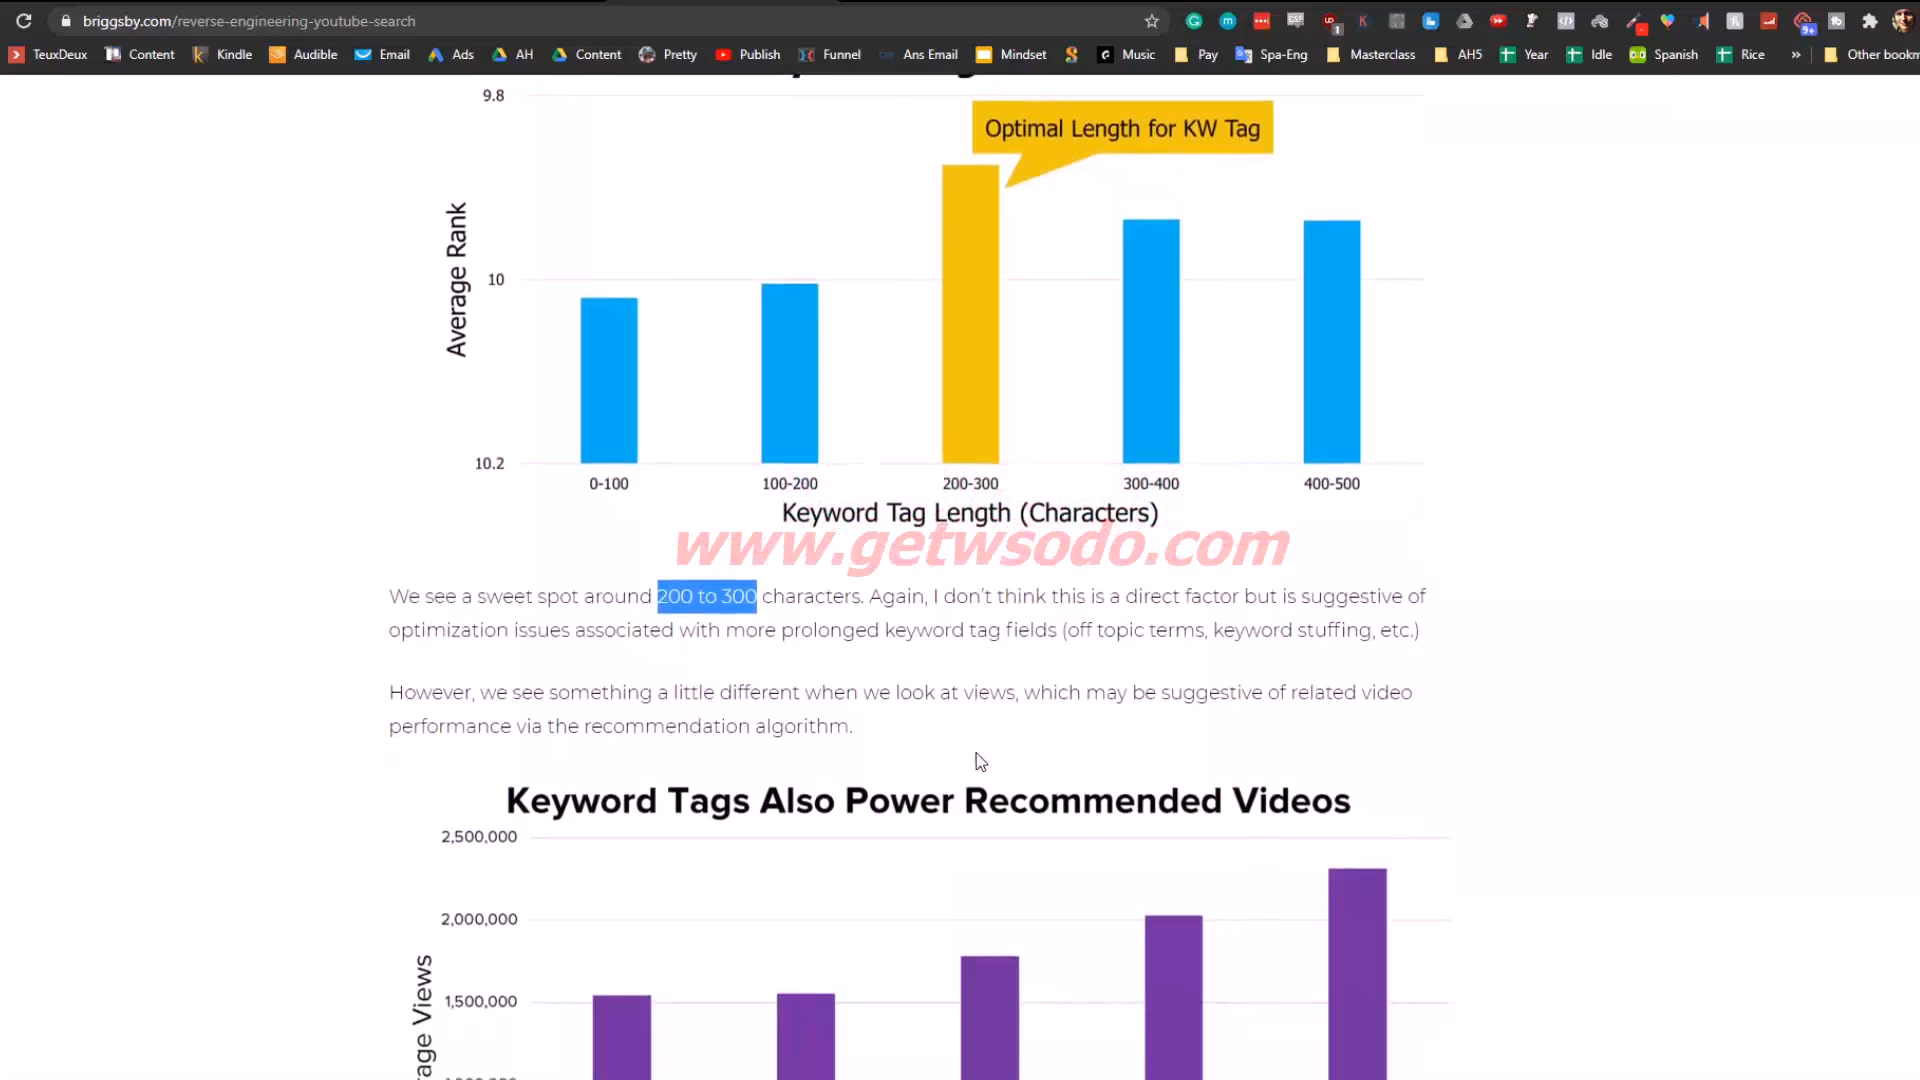 briggsby.com/reverse-engineering-youtube-search
TeuxDeux Content Kindle Audible Email Ads AH Content Pretty Publish Funnel Ans Email Mindset Music Pay Spa-Eng Masterclass AH5 Year Idle Spanish Rice » Other bookm
9.8
Optimal Length for KW Tag
Average Rank
10
10.2
0-100 100-200 200-300 300-400 400-500
Keyword Tag Length (Characters)
www.getwsodo.com
We see a sweet spot around 200 to 300 characters. Again, I don't think this is a direct factor but is suggestive of
optimization issues associated with more prolonged keyword tag fields (off topic terms, keyword stuffing, etc.)
However, we see something a little different when we look at views, which may be suggestive of related video
performance via the recommendation algorithm.
Keyword Tags Also Power Recommended Videos
2,500,000
2,000,000
1,500,000
rage Views